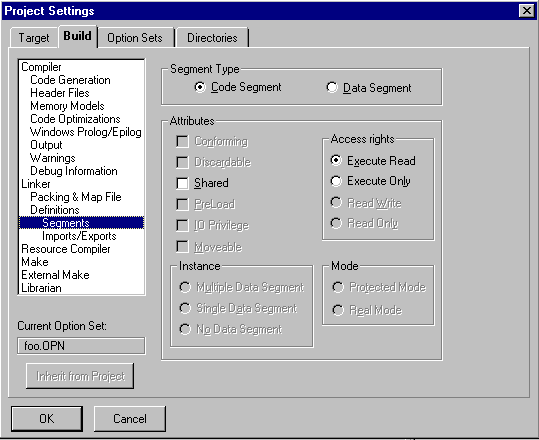 Project Settings
Target Build Option Sets Directories
Compiler
Code Generation
Header Files
Memory Models
Code Optimizations
Windows Prolog/Epilog
Output
Warnings
Debug Information
Linker
Packing & Map File
Definitions
Segments
Imports/Exports
Resource Compiler
Make
External Make
Librarian
Current Option Set:
foo.OPN
Inherit from Project
Segment Type
Code Segment Data Segment
Attributes
Conforming
Discardable
Shared
PreLoad
IO Privilege
Moveable
Access rights
Execute Read
Execute Only
Read Write
Read Only
Instance
Multiple Data Segment
Single Data Segment
No Data Segment
Mode
Protected Mode
Real Mode
OK Cancel